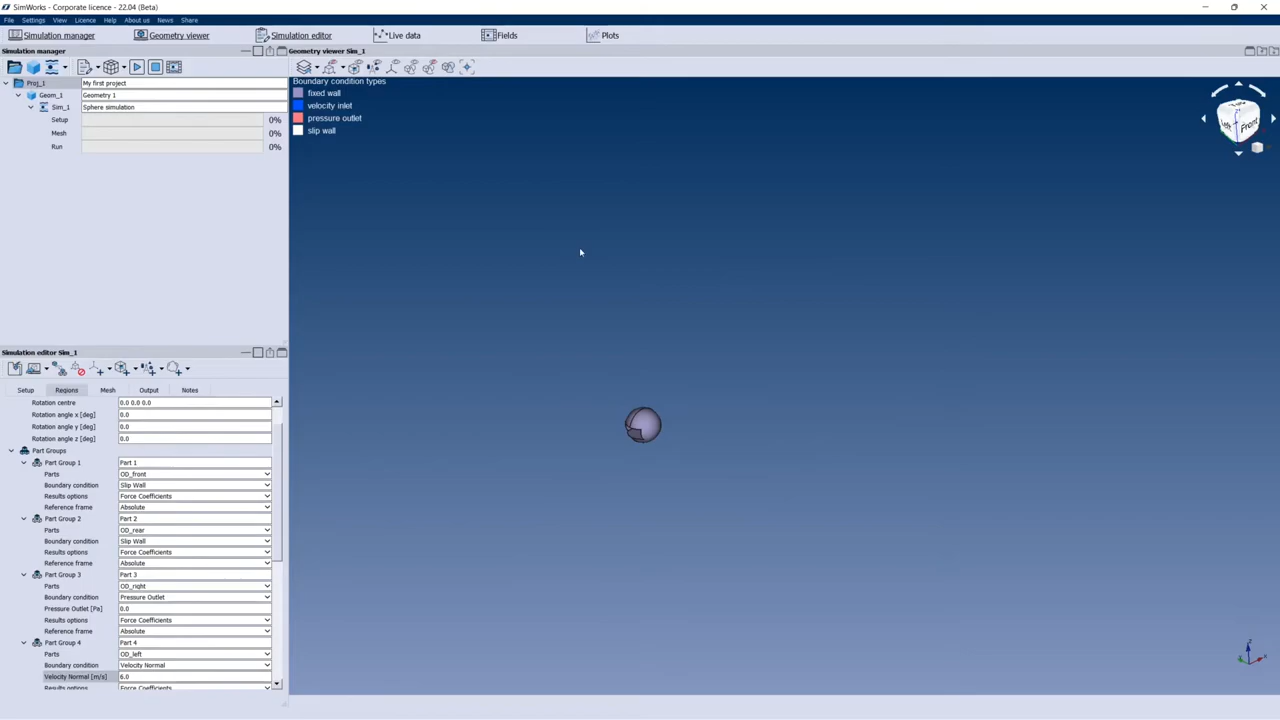 SimWorks - Corporate licence - 22.04 (Beta)
File Settings View Licence Help About us News Share
Simulation manager Geometry viewer Simulation editor Live data Fields Plots
Simulation manager
Geometry viewer Sim_1
Proj_1 My first project
Geom_1 Geometry 1
Sim_1 Sphere simulation
Setup 0%
Mesh 0%
Run 0%
Boundary condition types
fixed wall
velocity inlet
pressure outlet
slip wall
Left Front
Simulation editor Sim_1
Setup Regions Mesh Output Notes
Rotation centre 0.0 0.0 0.0
Rotation angle x [deg] 0.0
Rotation angle y [deg] 0.0
Rotation angle z [deg] 0.0
Part Groups
Part Group 1 Part 1
Parts OD_front
Boundary condition Slip Wall
Results options Force Coefficients
Reference frame Absolute
Part Group 2 Part 2
Parts OD_rear
Boundary condition Slip Wall
Results options Force Coefficients
Reference frame Absolute
Part Group 3 Part 3
Parts OD_right
Boundary condition Pressure Outlet
Pressure Outlet [Pa] 0.0
Results options Force Coefficients
Reference frame Absolute
Part Group 4 Part 4
Parts OD_left
Boundary condition Velocity Normal
Velocity Normal [m/s] 6.0
Results options Force Coefficients